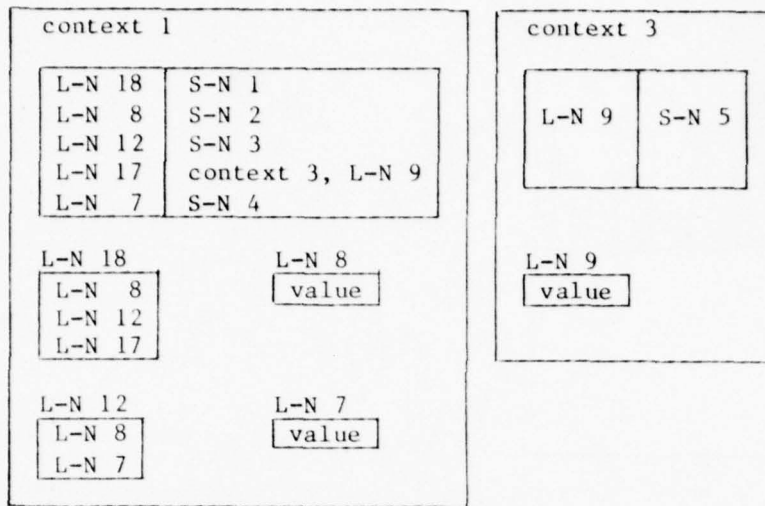 context 1
L-N 18 S-N 1
L-N 8 S-N 2
L-N 12 S-N 3
L-N 17 context 3, L-N 9
L-N 7 S-N 4
L-N 18
L-N 8
L-N 12
L-N 17
L-N 8
value
L-N 12
L-N 8
L-N 7
L-N 7
value
context 3
L-N 9 S-N 5
L-N 9
value